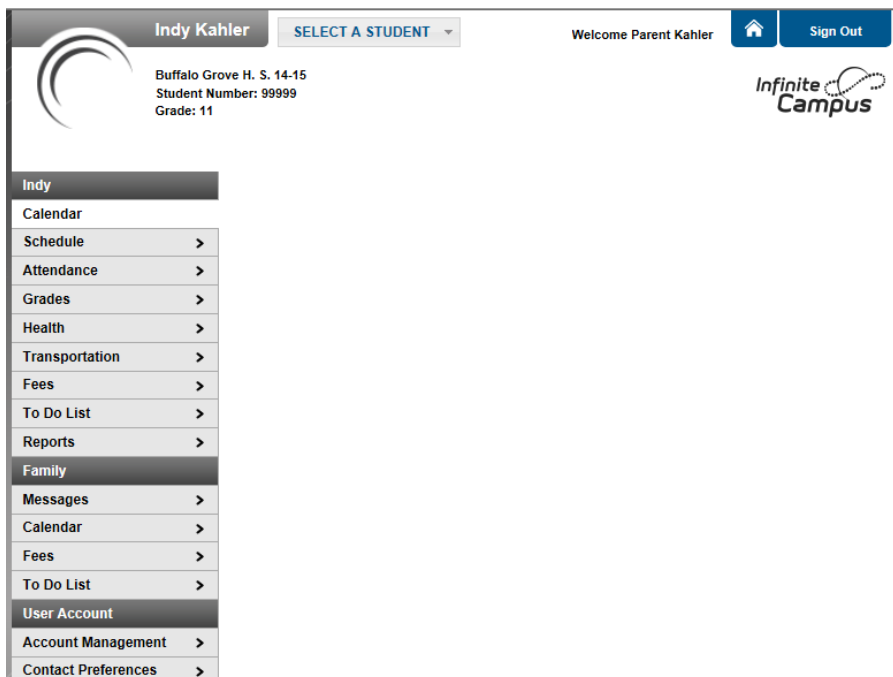 Indy Kahler
SELECT A STUDENT
Welcome Parent Kahler
Sign Out
Buffalo Grove H. S. 14-15
Student Number: 99999
Grade: 11
Infinite
Campus
Indy
Calendar
Schedule
Attendance
Grades
Health
Transportation
Fees
To Do List
Reports
Family
Messages
Calendar
Fees
To Do List
User Account
Account Management
Contact Preferences